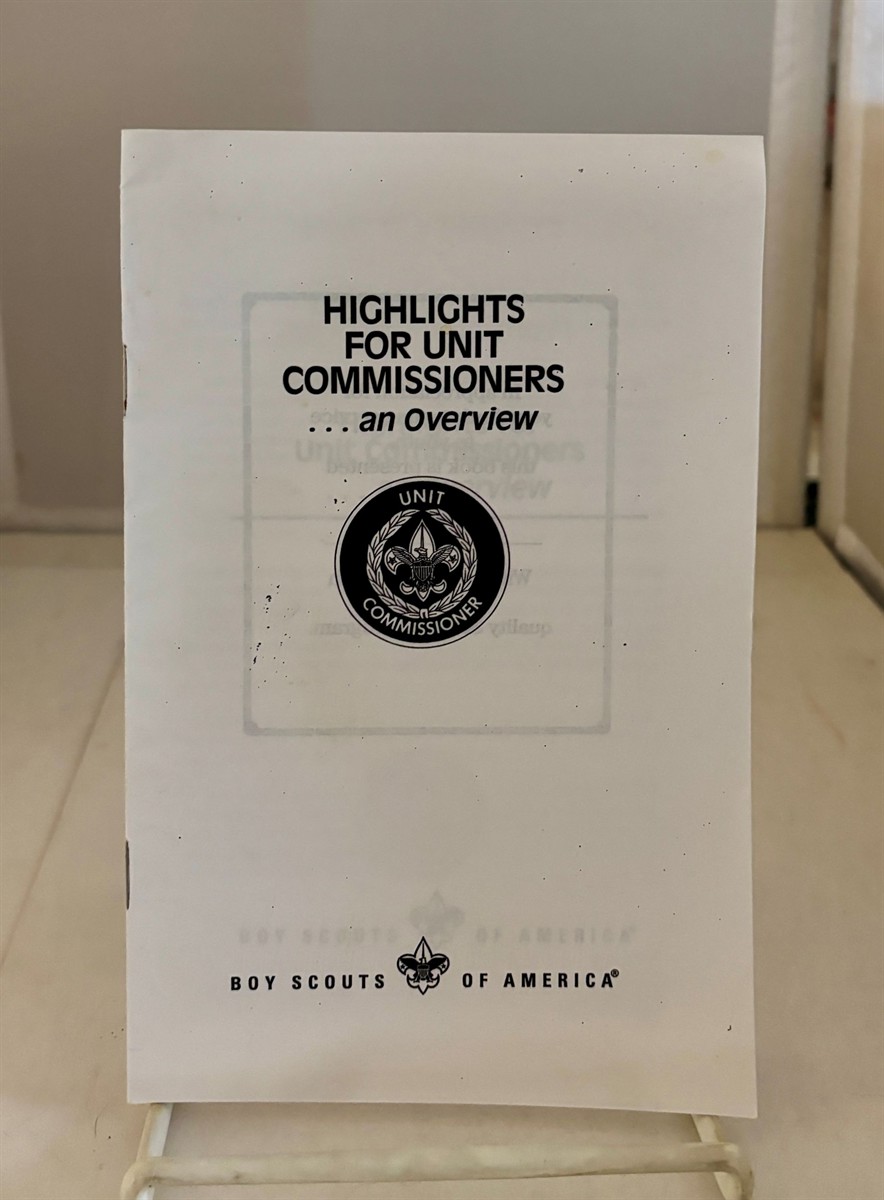 HIGHLIGHTS
FOR UNIT
COMMISSIONERS
. . . an Overview
UNIT
COMMISSIONER
BOY SCOUTS OF AMERICA®